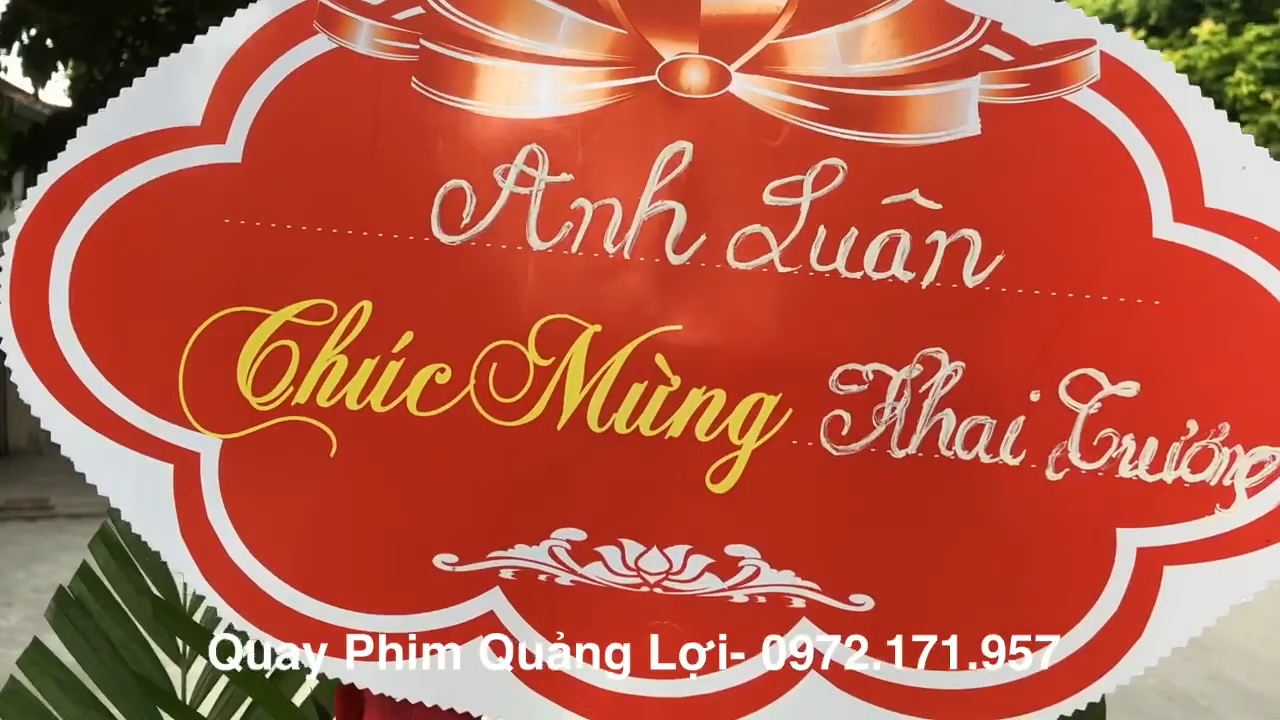 Anh Luân
Chúc Mừng Khai Trương
Quay Phim Quảng Lợi- 0972.171.957